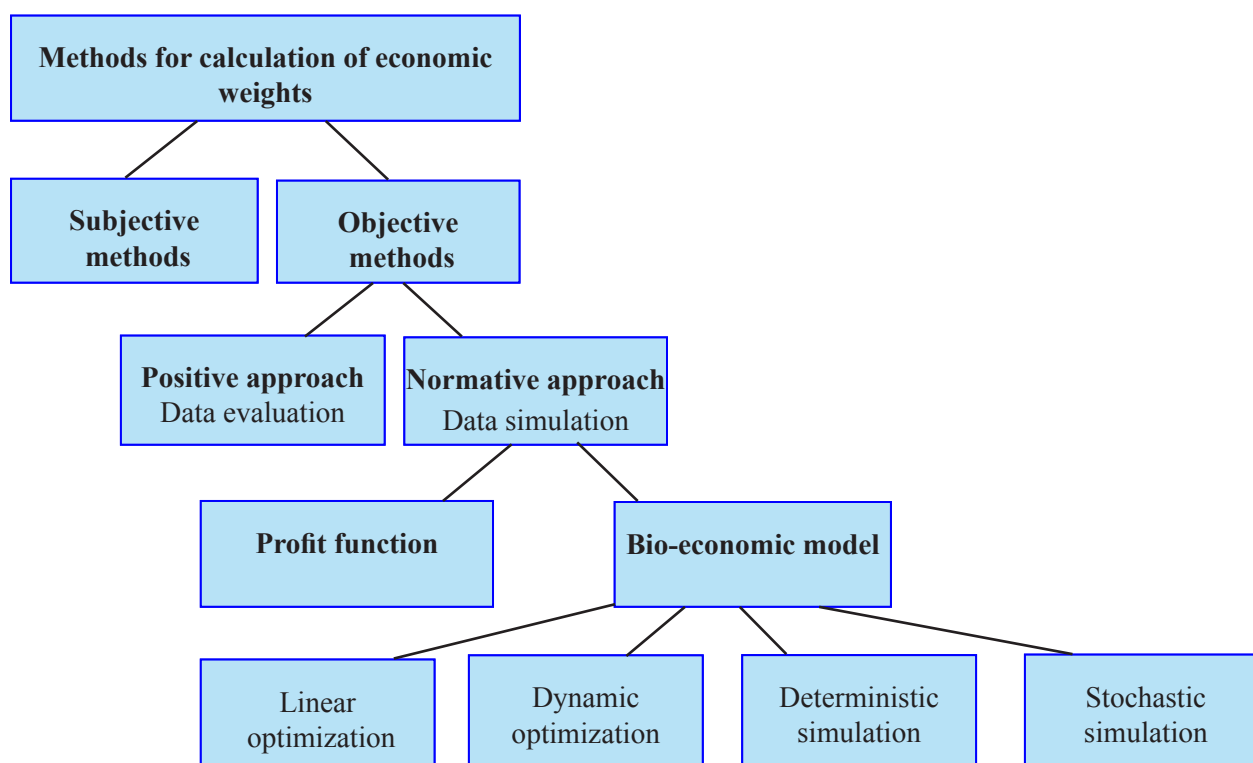 Methods for calculation of economic
weights
Subjective
methods
Objective
methods
Positive approach
Data evaluation
Normative approach
Data simulation
Profit function
Bio-economic model
Linear
optimization
Dynamic
optimization
Deterministic
simulation
Stochastic
simulation